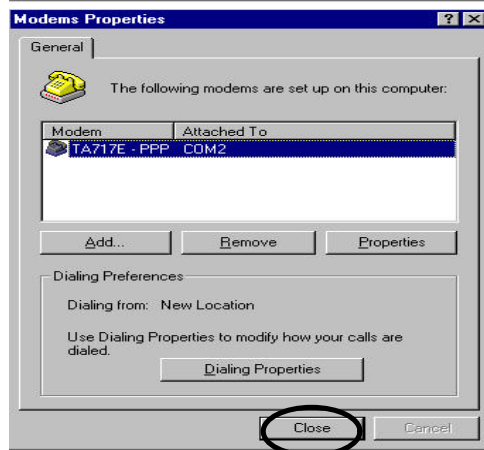 Modems Properties
General
The following modems are set up on this computer:
Modem Attached To
TA717E - PPP COM2
Add... Remove Properties
Dialing Preferences
Dialing from: New Location
Use Dialing Properties to modify how your calls are
dialed.
Dialing Properties
Close Cancel